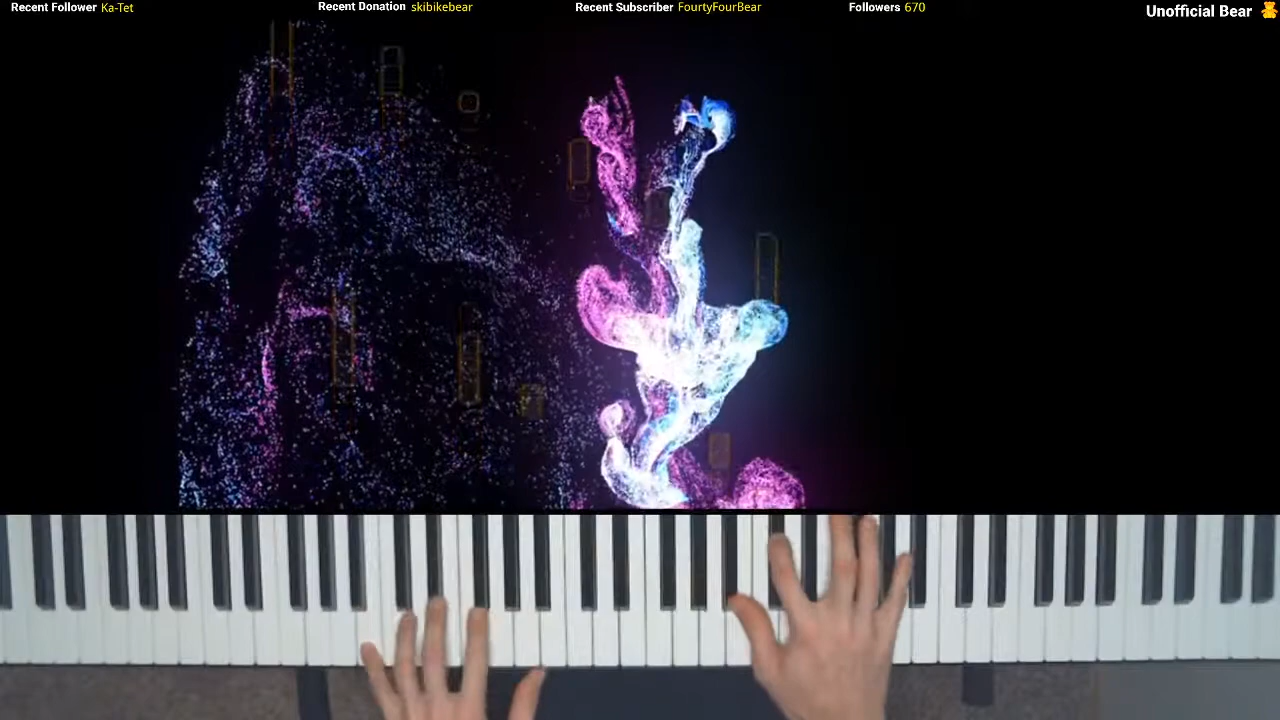 Recent Follower Ka-Tet
Recent Donation skibikebear
Recent Subscriber FourtyFourBear
Followers 670
Unofficial Bear